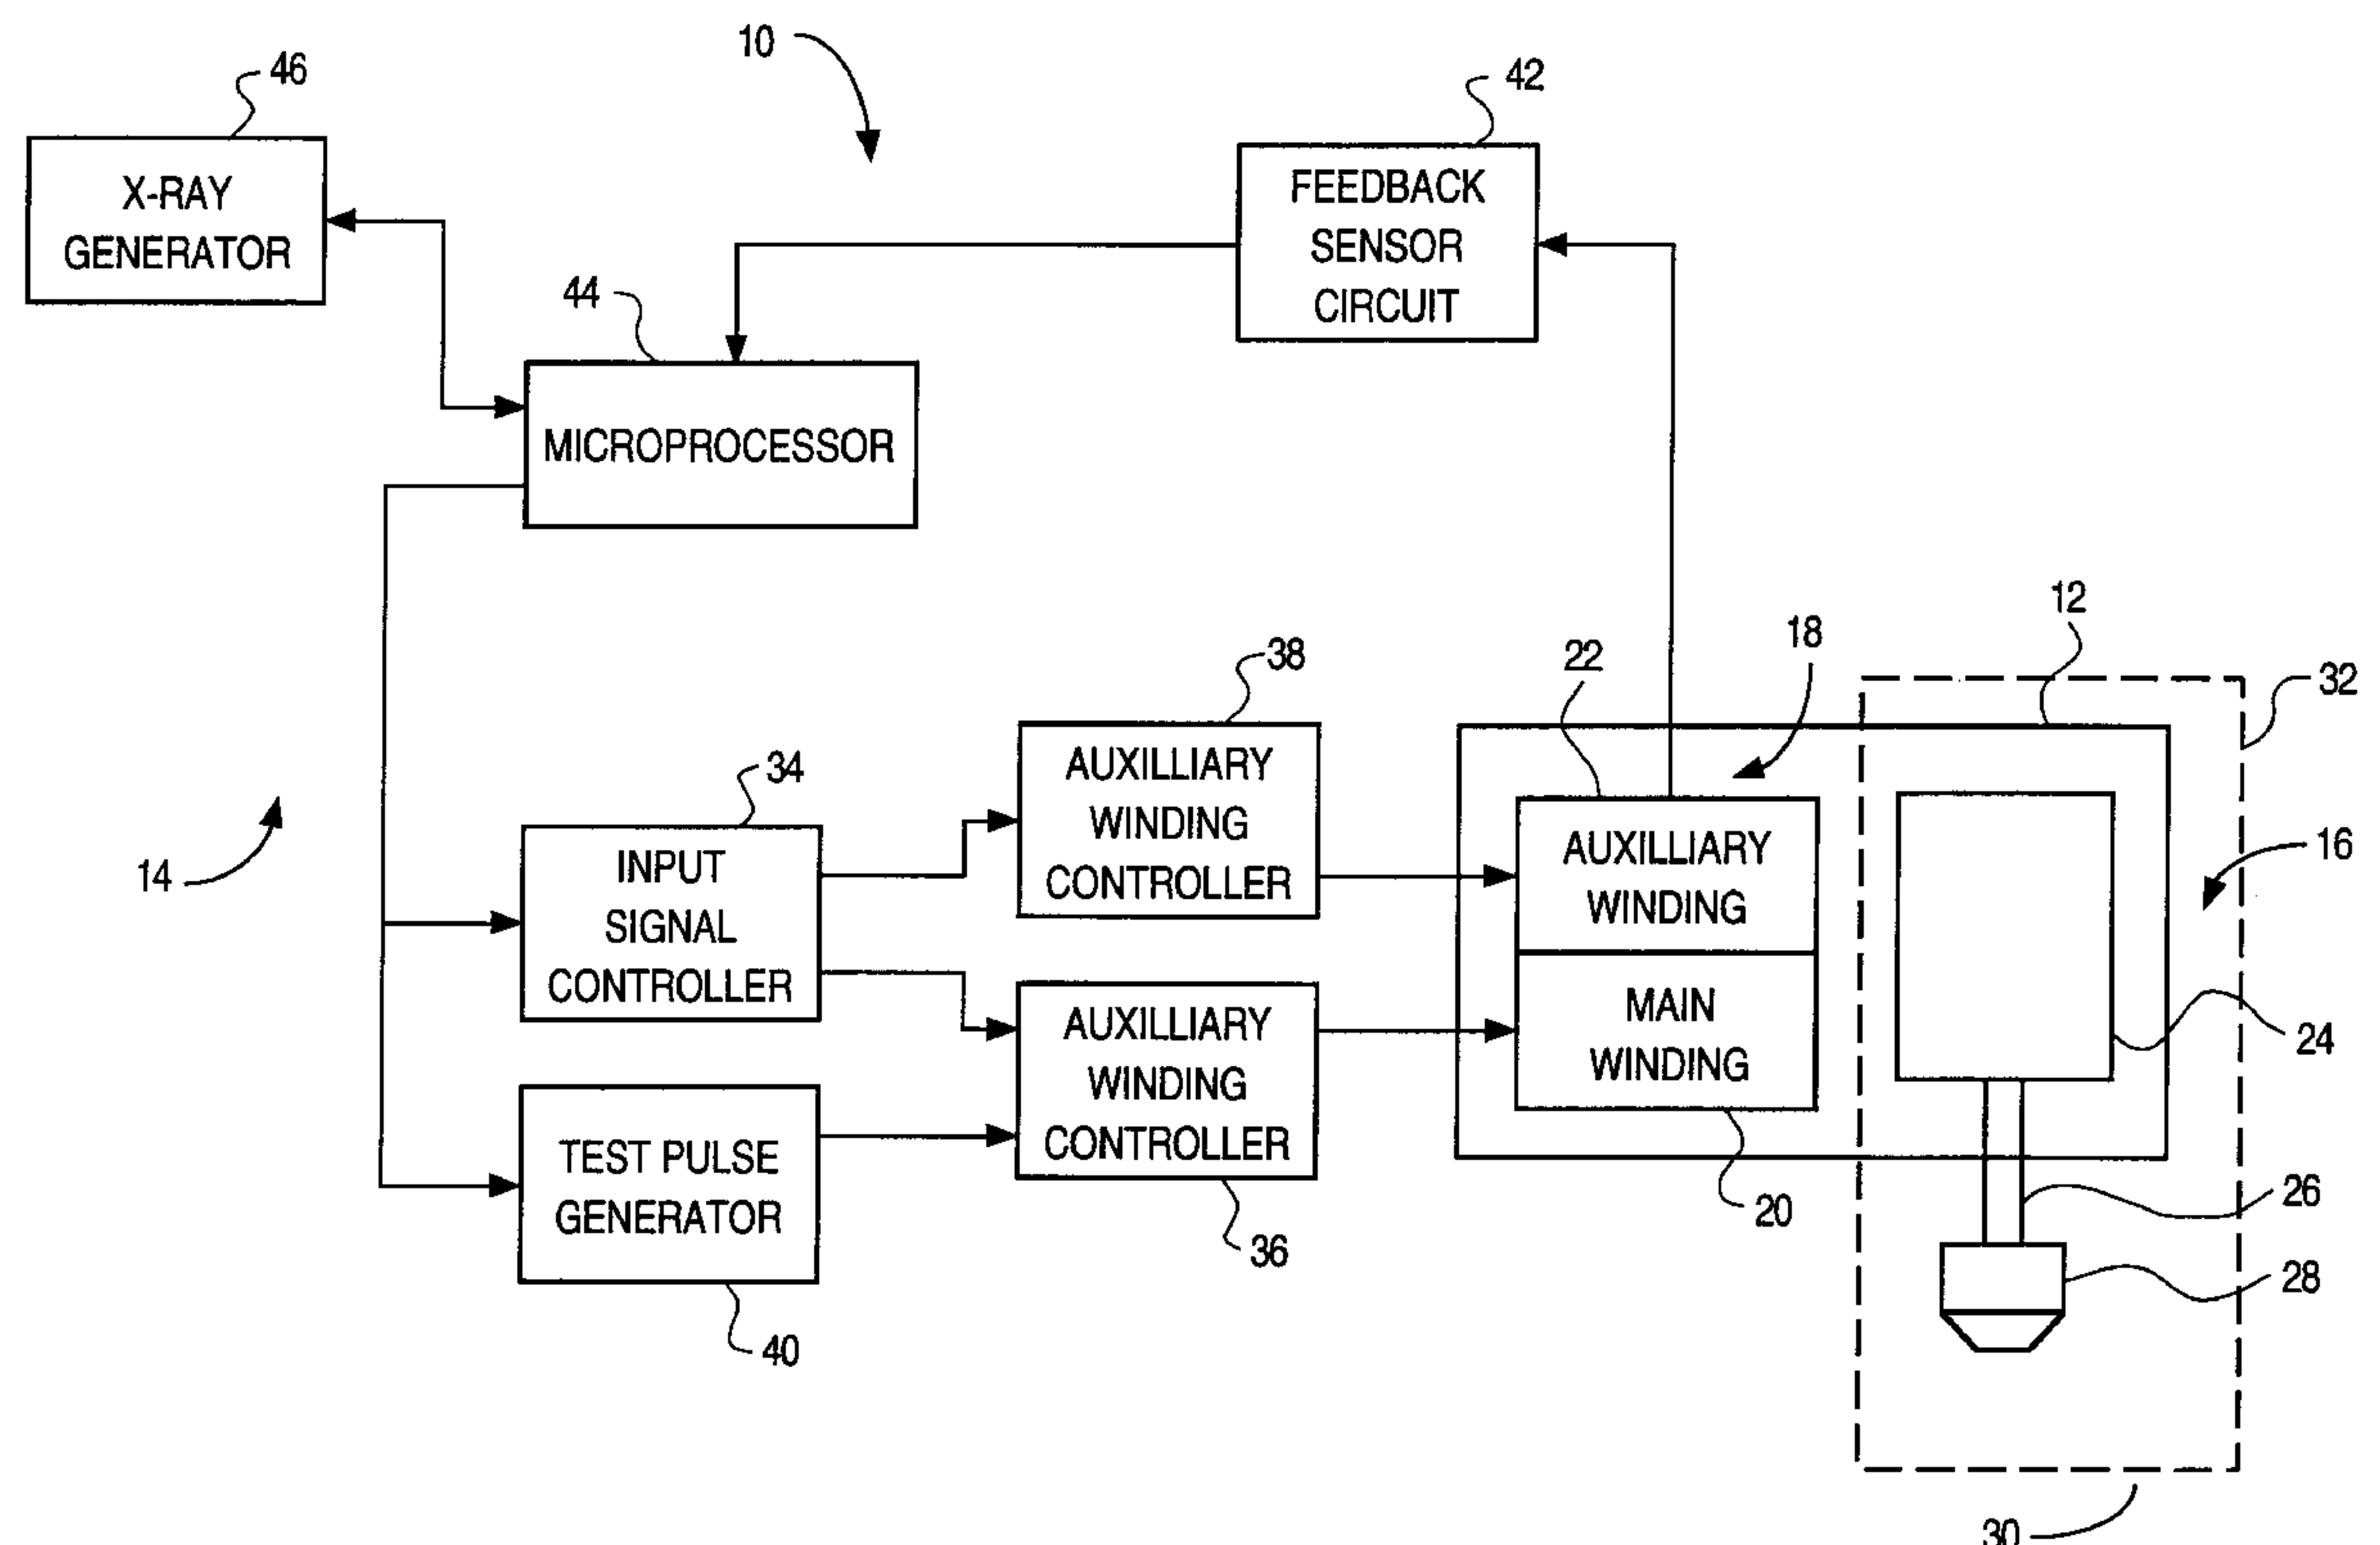 10
46
42
X-RAY
GENERATOR
FEEDBACK
SENSOR
CIRCUIT
44
MICROPROCESSOR
12
18
38
22
32
34
AUXILLIARY
WINDING
CONTROLLER
14
INPUT
SIGNAL
CONTROLLER
AUXILLIARY
WINDING
16
AUXILLIARY
WINDING
CONTROLLER
MAIN
WINDING
24
TEST PULSE
GENERATOR
20
26
36
28
40
30